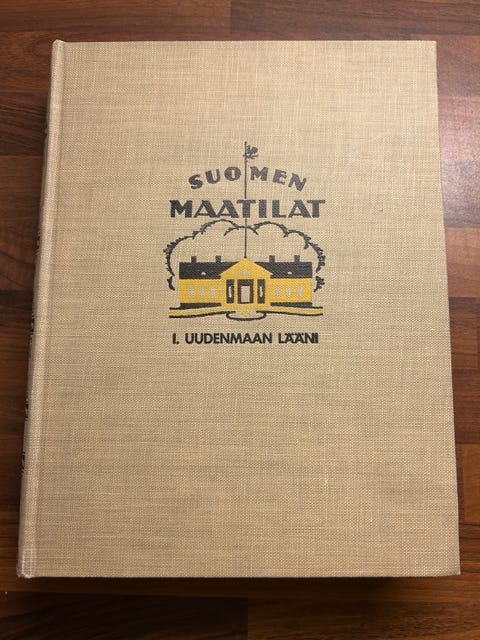 SUOMEN
MAATILAT
I. UUDENMAAN LÄÄNI